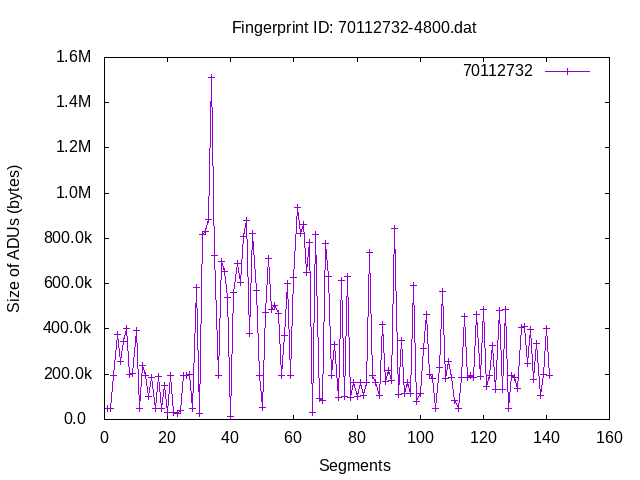 Fingerprint ID: 70112732-4800.dat
1.6M
70112732
1.4M
1.2M
1.0M
800.0k
600.0k
400.0k
200.0k
0.0
Size of ADUs (bytes)
0 20 40 60 80 100 120 140 160
Segments